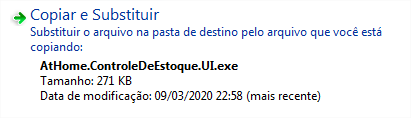 Copiar e Substituir
Substituir o arquivo na pasta de destino pelo arquivo que você está
copiando:
AtHome.ControleDeEstoque.UI.exe
Tamanho: 271 KB
Data de modificação: 09/03/2020 22:58 (mais recente)